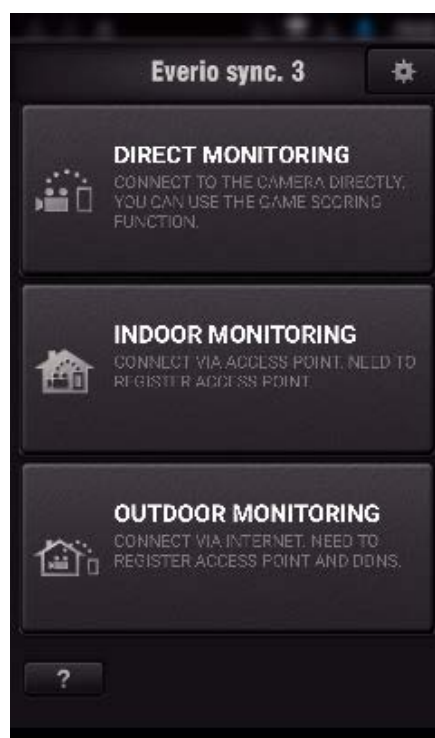 Everio sync. 3
DIRECT MONITORING
CONNECT TO THE CAMERA DIRECTLY.
YOU CAN USE THE GAME SCORING
FUNCTION.
INDOOR MONITORING
CONNECT VIA ACCESS POINT. NEED TO
REGISTER ACCESS POINT.
OUTDOOR MONITORING
CONNECT VIA INTERNET. NEED TO
REGISTER ACCESS POINT AND DDNS.
?